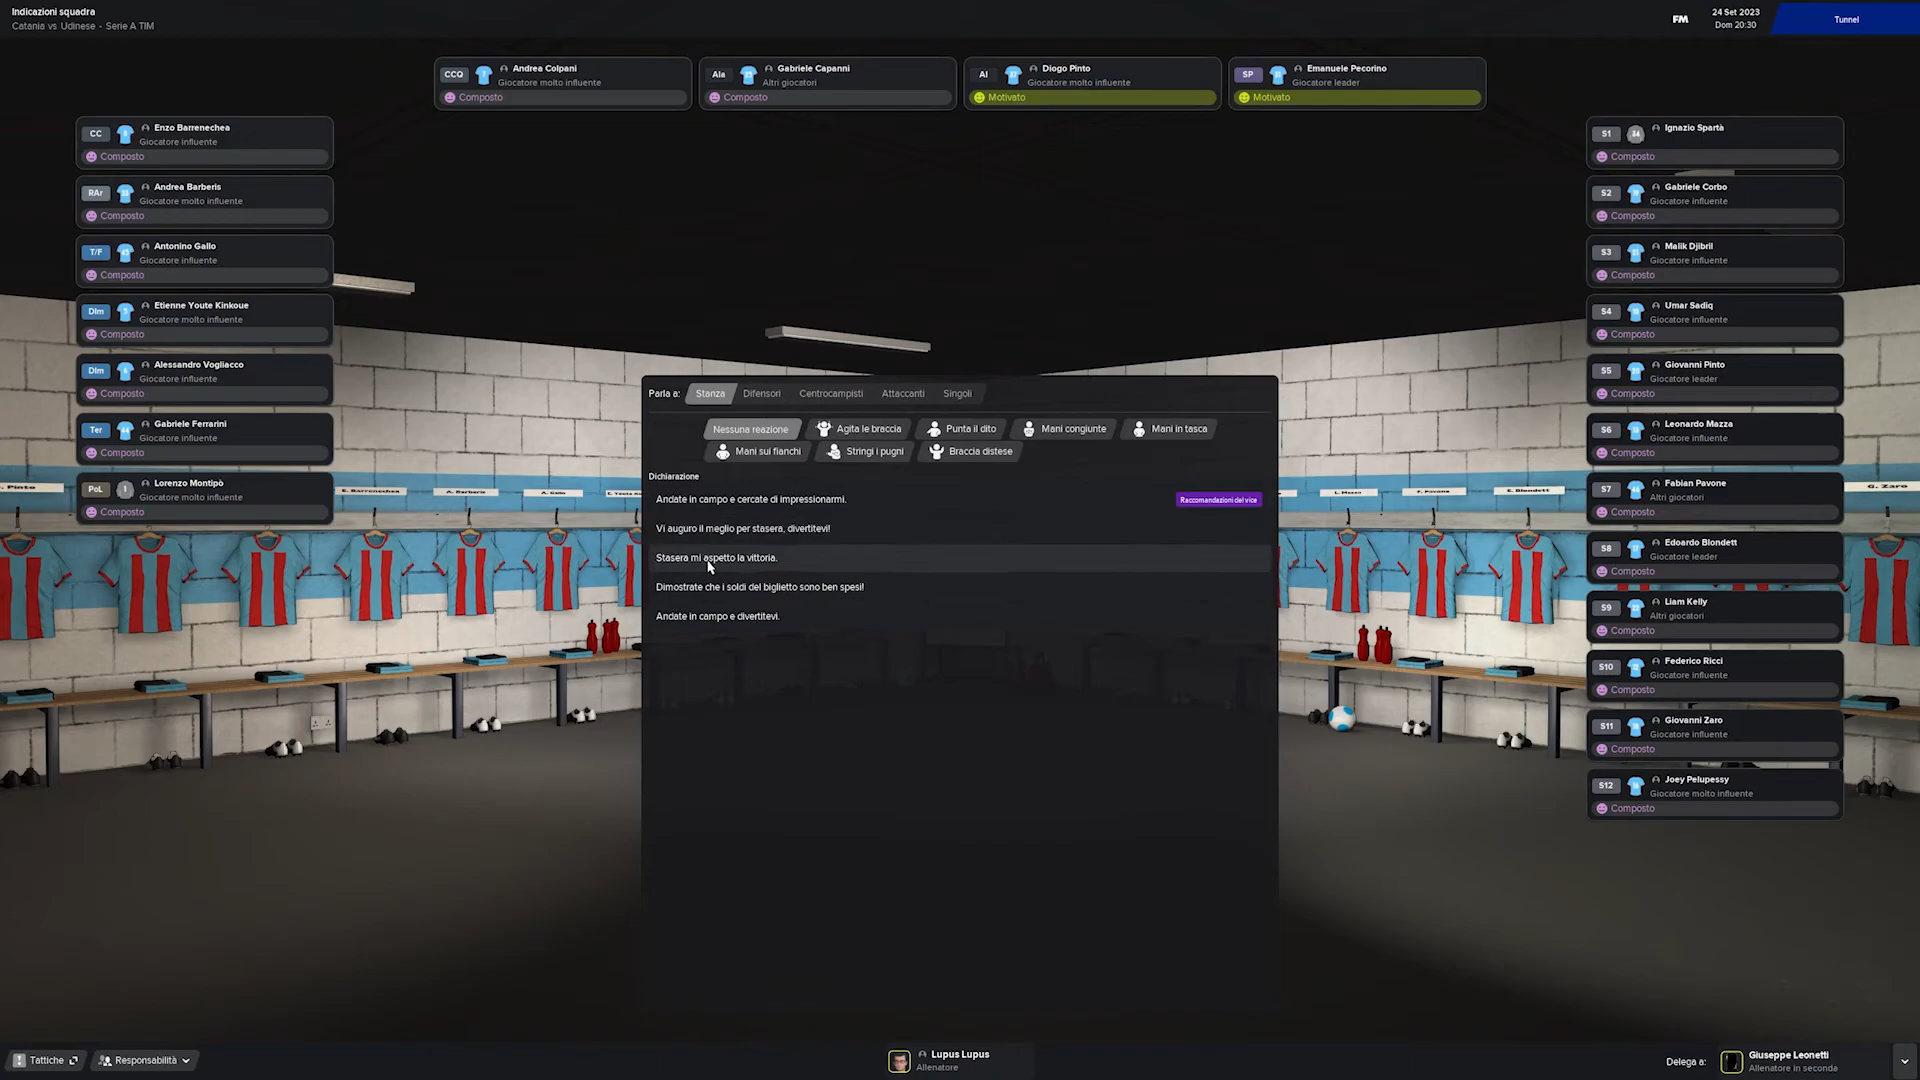 Indicazioni squadra
Catania vs Udinese - Serie A TIM
FM
24 Set 2023
Dom 20:30
Tunnel
CCQ
Andrea Colpani
Giocatore molto influente
Composto
Ala
Gabriele Capanni
Altri giocatori
Composto
AI
Diogo Pinto
Giocatore molto influente
Motivato
SP
Emanuele Pecorino
Giocatore leader
Motivato
CC
Enzo Barrenechea
Giocatore influente
Composto
RAr
Andrea Barberis
Giocatore molto influente
Composto
T/F
Antonino Gallo
Giocatore influente
Composto
DIm
Etienne Youte Kinkoue
Giocatore molto influente
Composto
DIm
Alessandro Vogliacco
Giocatore influente
Composto
Ter
Gabriele Ferrarini
Giocatore influente
Composto
PoL
1
Lorenzo Montipò
Giocatore molto influente
Composto
S1
Ignazio Spartà
Composto
S2
Gabriele Corbo
Giocatore influente
Composto
S3
Malik Djibril
Giocatore influente
Composto
S4
Umar Sadiq
Giocatore influente
Composto
S5
Giovanni Pinto
Giocatore leader
Composto
S6
Leonardo Mazza
Giocatore influente
Composto
S7
Fabian Pavone
Altri giocatori
Composto
S8
Edoardo Blondett
Giocatore leader
Composto
S9
Liam Kelly
Altri giocatori
Composto
S10
Federico Ricci
Giocatore influente
Composto
S11
Giovanni Zaro
Giocatore influente
Composto
S12
Joey Pelupessy
Giocatore molto influente
Composto
Pinto
E. Barrenechea
A. Barberis
A. Gallo
L. Mazza
F. Pavone
E. Blondett
G. Zaro
Parla a: Stanza Difensori Centrocampisti Attaccanti Singoli
Nessuna reazione Agita le braccia Punta il dito Mani congiunte Mani in tasca
Mani sui fianchi Stringi i pugni Braccia distese
Dichiarazione
Andate in campo e cercate di impressionarmi.
Raccomandazioni del vice
Vi auguro il meglio per stasera, divertitevi!
Stasera mi aspetto la vittoria.
Dimostrate che i soldi del biglietto sono ben spesi!
Andate in campo e divertitevi.
Tattiche
Responsabilità
Lupus Lupus
Allenatore
Delega a:
Giuseppe Leonetti
Allenatore in seconda